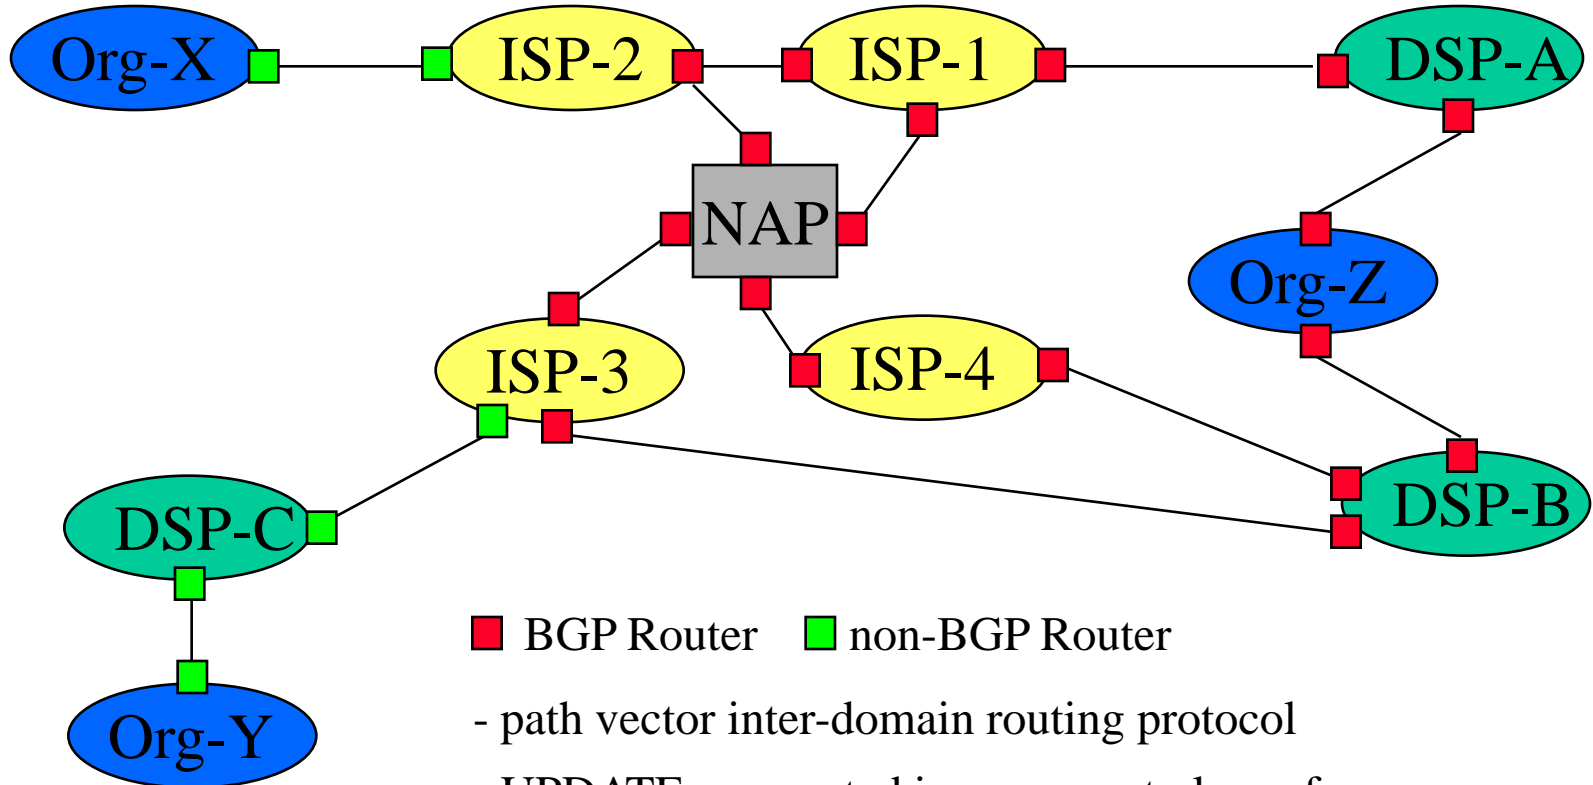 Org-X
ISP-2
ISP-1
DSP-A
NAP
Org-Z
ISP-3
ISP-4
DSP-C
DSP-B
BGP Router
non-BGP Router
Org-Y
- path vector inter-domain routing protocol